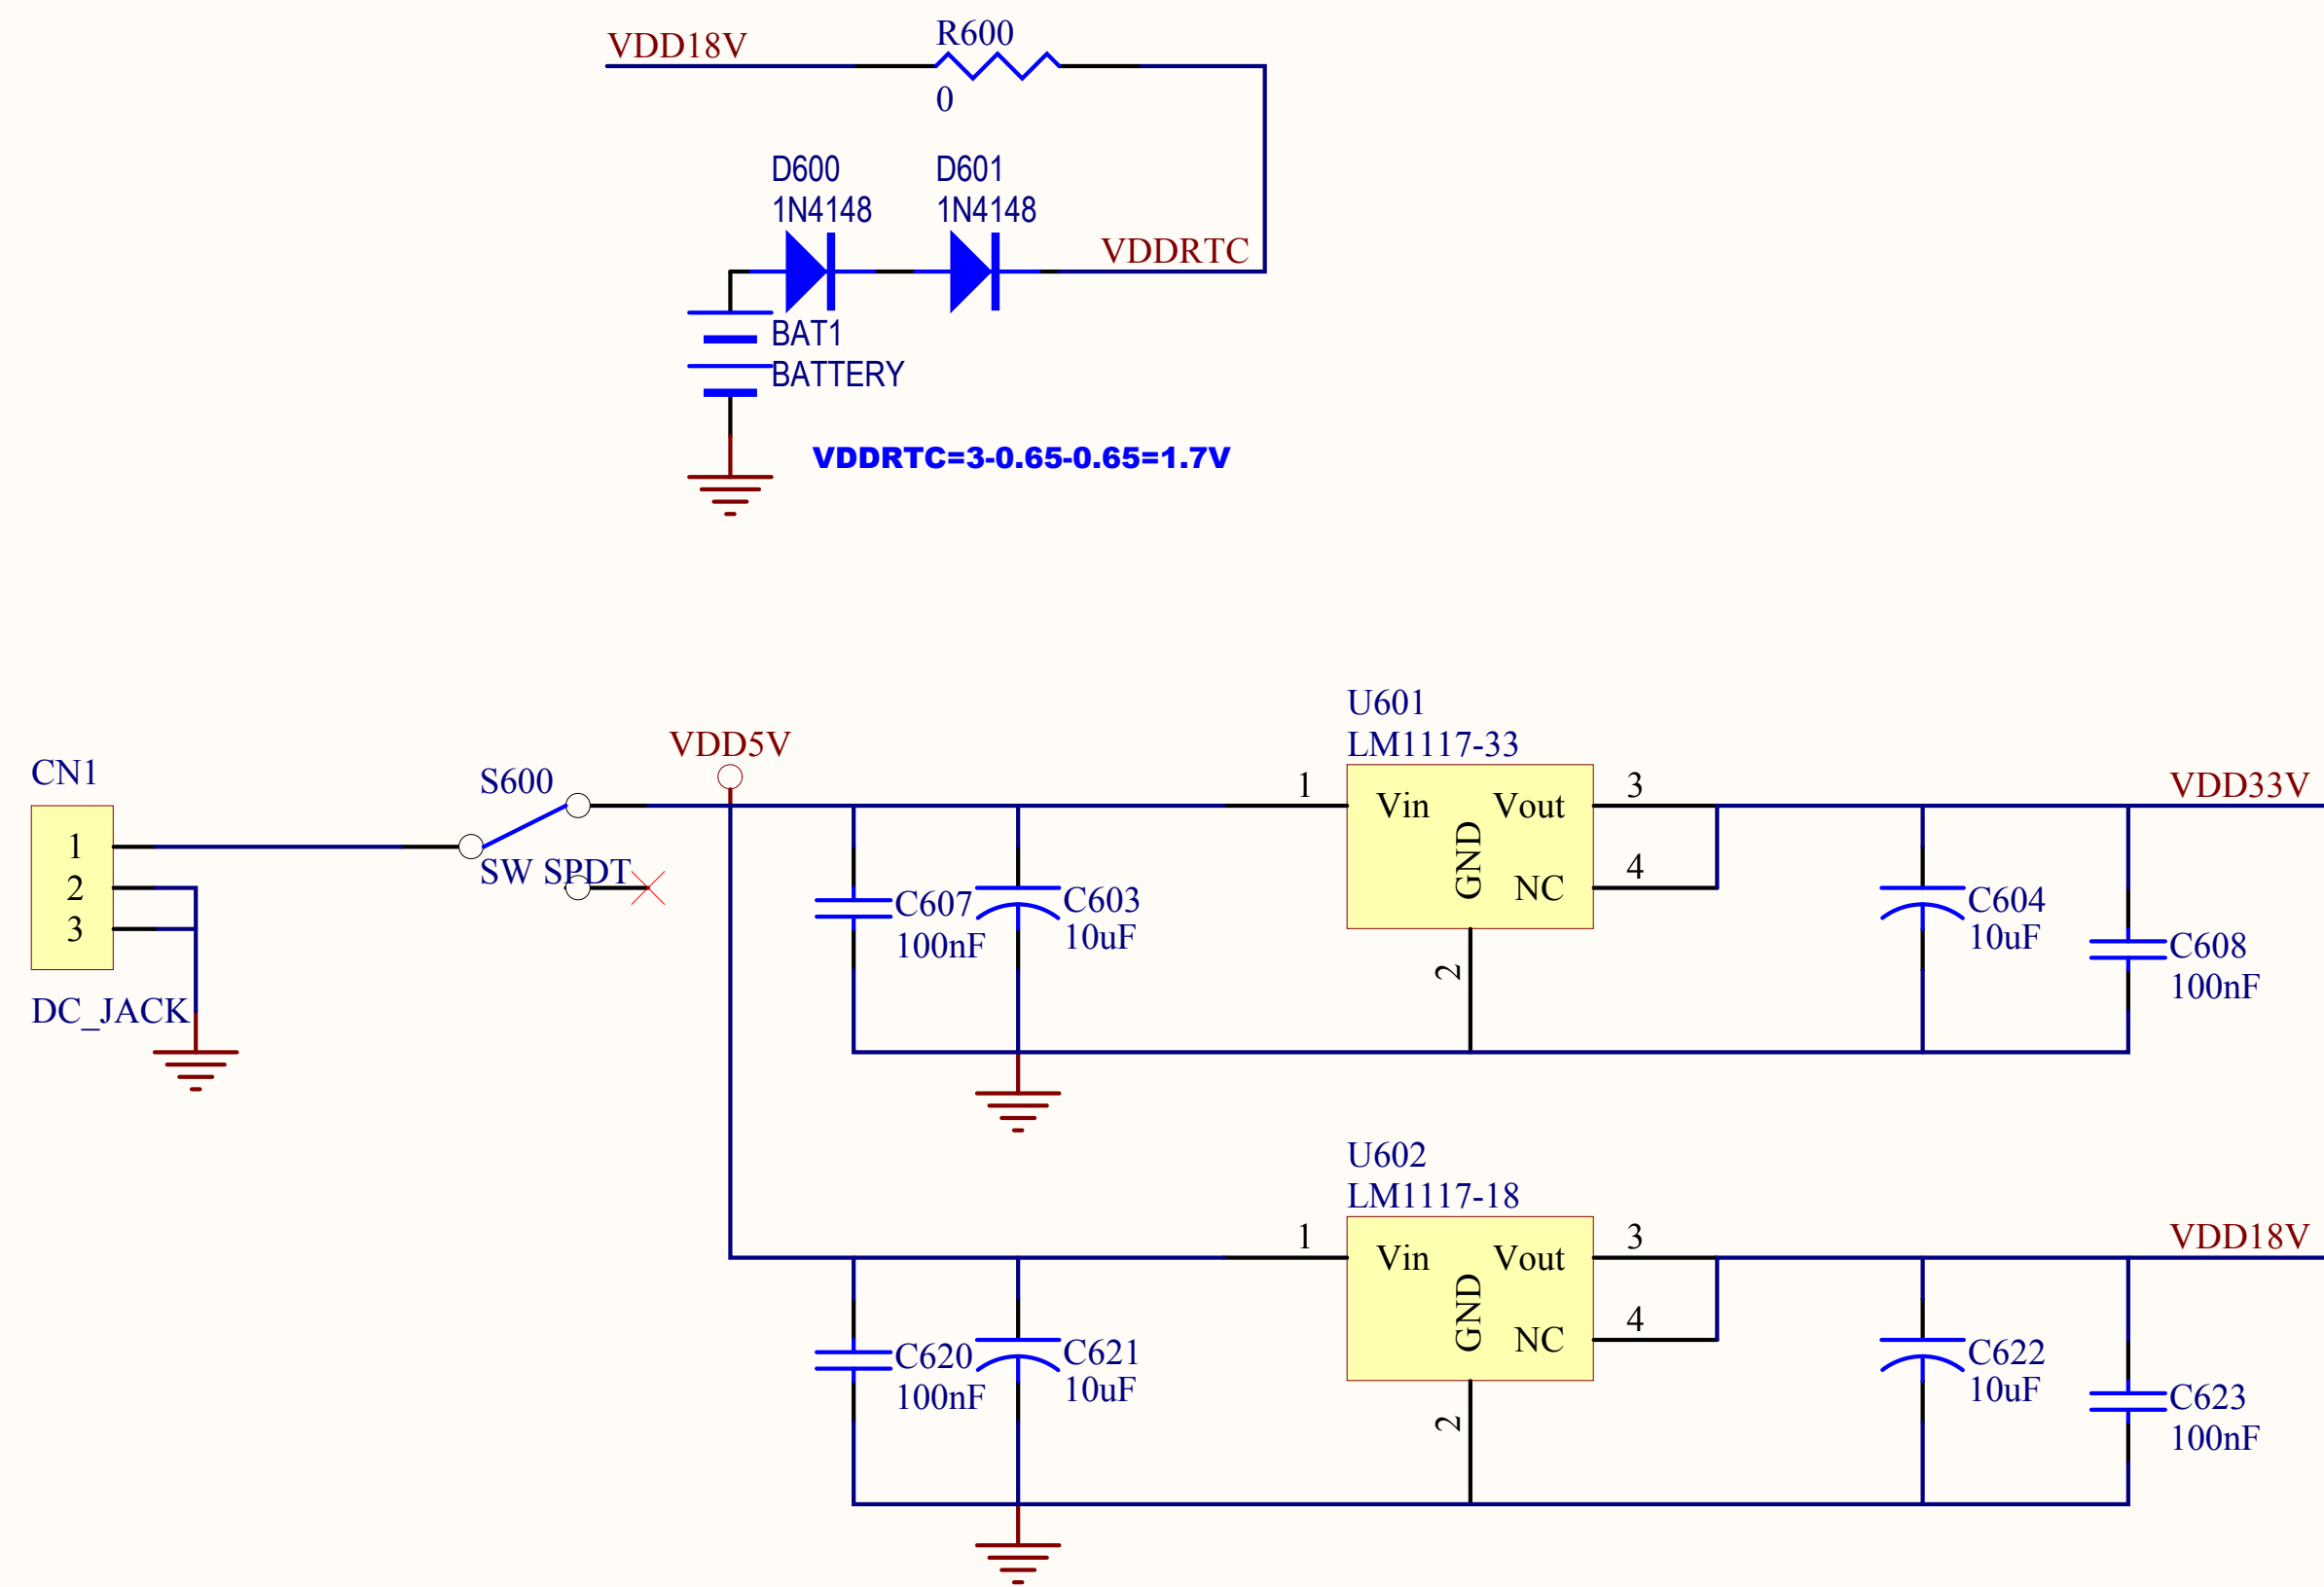 VDD18V
R600
0
D600
1N4148
D601
1N4148
VDDRTC
BAT1
BATTERY
VDDRTC=3-0.65-0.65=1.7V
CN1
1
2
3
DC_JACK
S600
SW SPDT
VDD5V
C607
100nF
C603
10uF
U601
LM1117-33
1
Vin
Vout
3
GND
NC
4
2
VDD33V
C604
10uF
C608
100nF
C620
100nF
C621
10uF
U602
LM1117-18
1
Vin
Vout
3
GND
NC
4
2
VDD18V
C622
10uF
C623
100nF